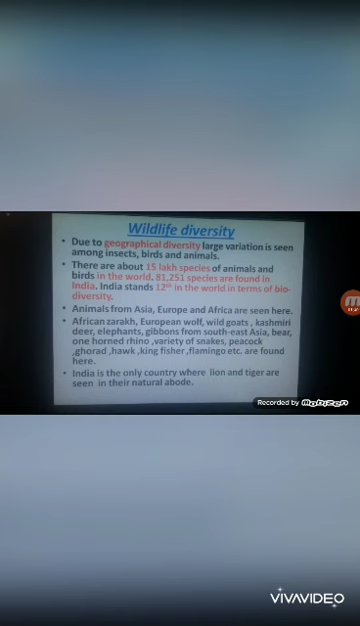 Wildlife diversity
• Due to geographical diversity large variation is seen
among insects, birds and animals.
• There are about 15 lakh species of animals and
birds in the world. 81,251 species are found in
India. India stands 12th in the world in terms of bio-
diversity.
• Animals from Asia, Europe and Africa are seen here.
• African zarakh, European wolf, wild goats , kashmiri
deer, elephants, gibbons from south-east Asia, bear,
one horned rhino ,variety of snakes, peacock
,ghorad ,hawk ,king fisher ,flamingo etc. are found
here.
• India is the only country where lion and tiger are
seen in their natural abode.
Recorded by mobizen
VIVAVIDEO